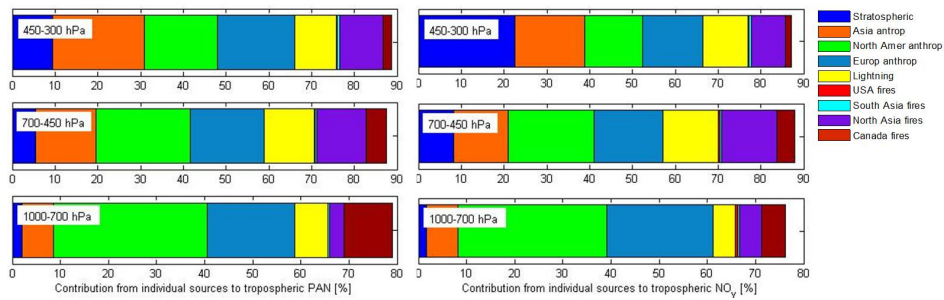 450-300 hPa
0 10 20 30 40 50 60 70 80 90
700-450 hPa
0 10 20 30 40 50 60 70 80 90
1000-700 hPa
0 10 20 30 40 50 60 70 80
Contribution from individual sources to tropospheric PAN [%]
450-300 hPa
0 10 20 30 40 50 60 70 80 90
700-450 hPa
0 10 20 30 40 50 60 70 80 90
1000-700 hPa
0 10 20 30 40 50 60 70 80
Contribution from individual sources to tropospheric NOy [%]
Stratospheric
Asia antrop
North Amer anthrop
Europ anthrop
Lightning
USA fires
South Asia fires
North Asia fires
Canada fires